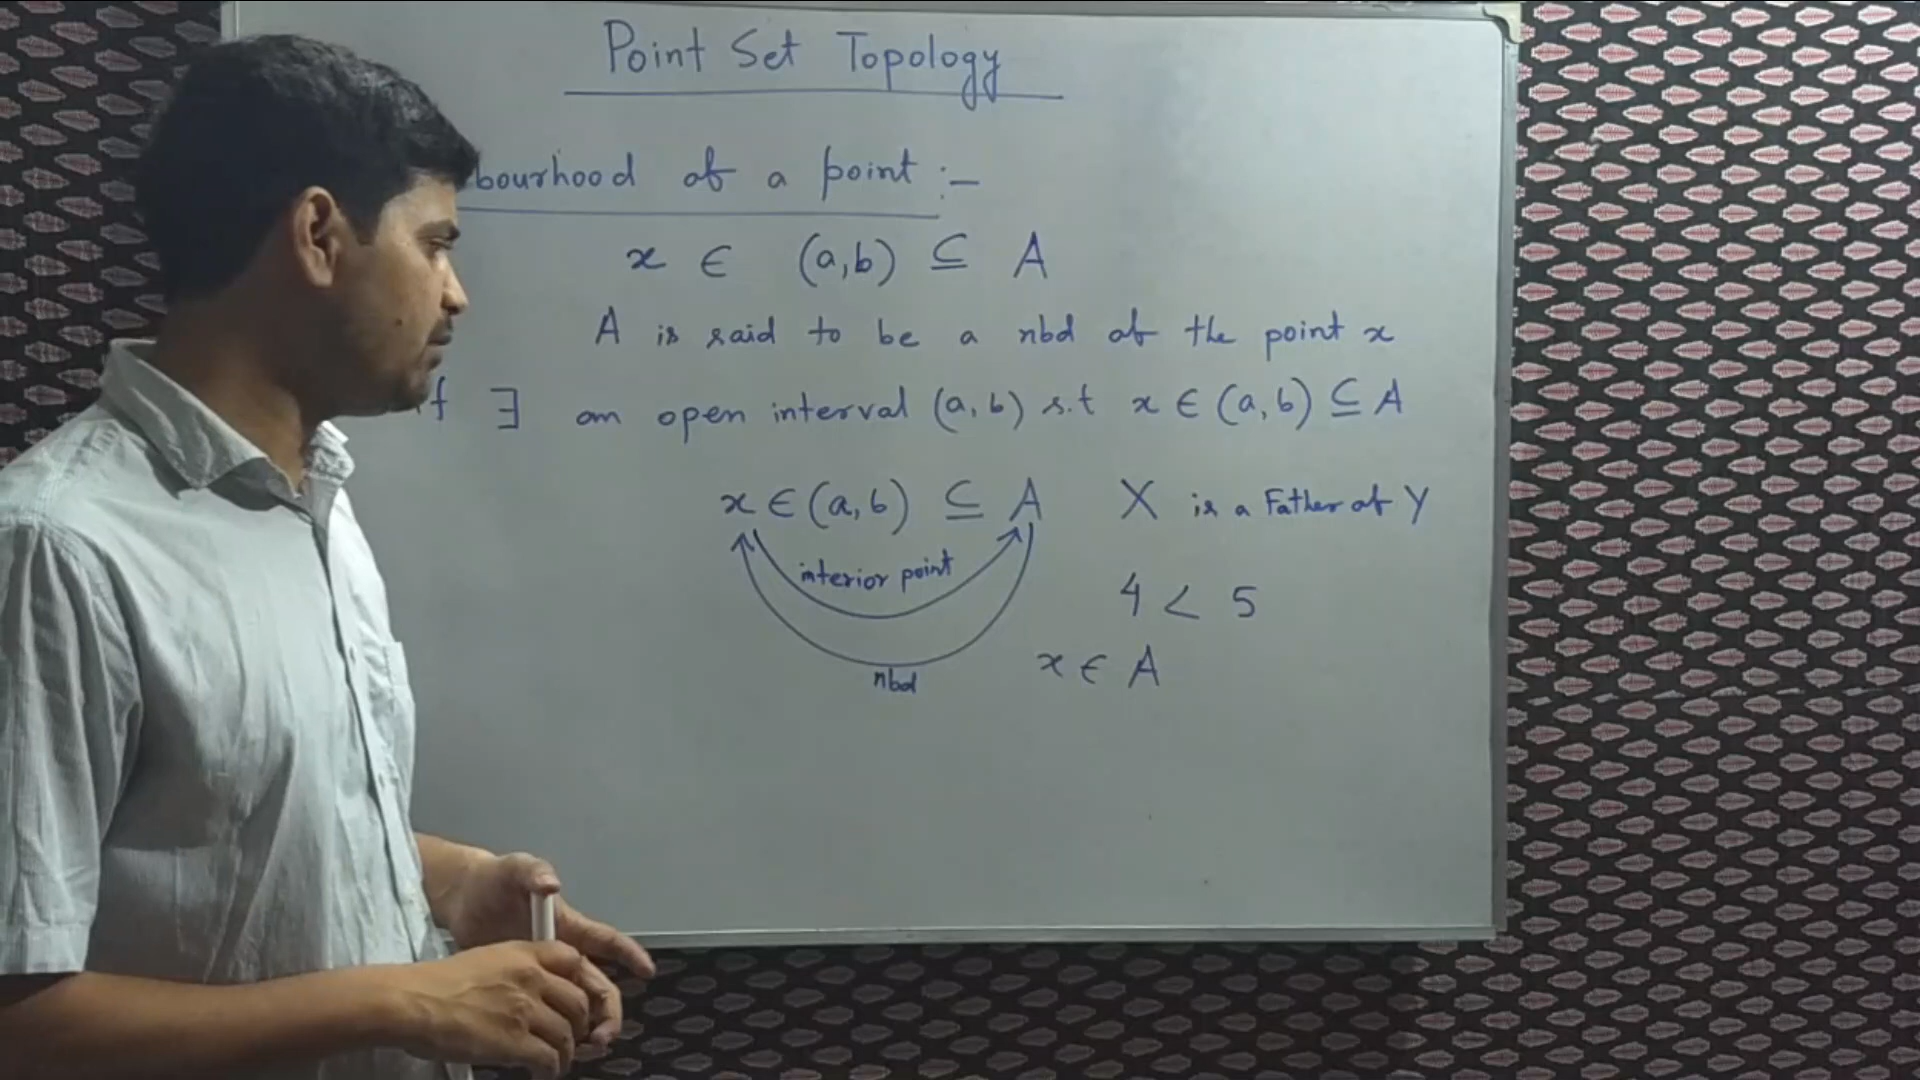 Point Set Topology
bourhood of a point :-
x ∈ (a,b) ⊆ A
A is said to be a nbd of the point x
if ∃ an open interval (a,b) s.t x ∈ (a,b) ⊆ A
x ∈ (a,b) ⊆ A X is a Father of Y
interior point
4 < 5
x ∈ A
nbd